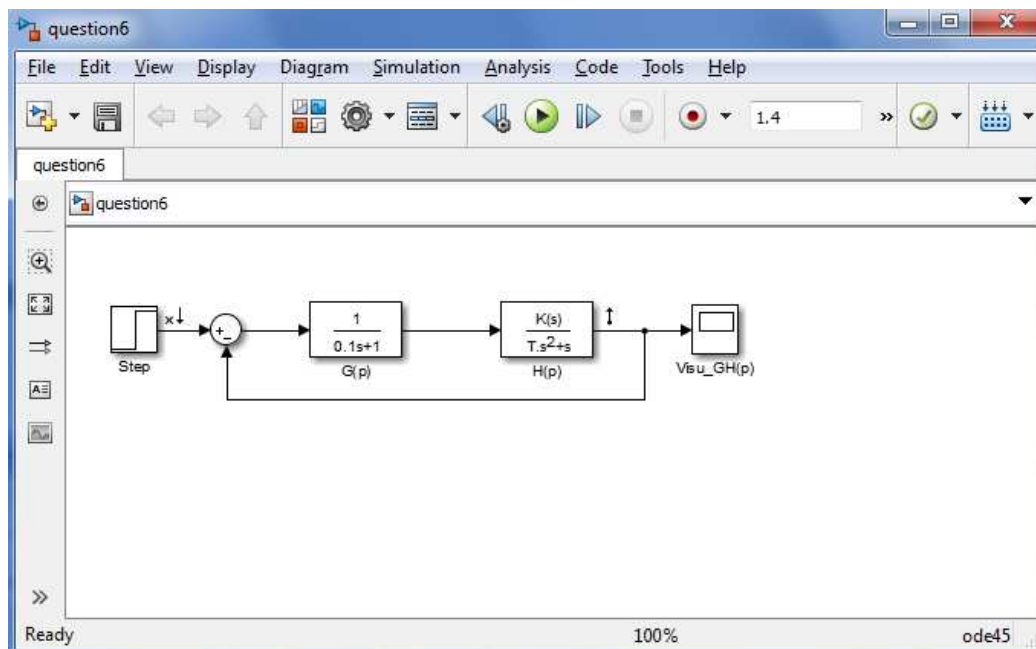 question6
File Edit View Display Diagram Simulation Analysis Code Tools Help
1.4 »
question6
question6
Step
+
-
1
0.1s+1
G(p)
K(s)
T.s²+s
H(p)
Visu_GH(p)
»
Ready 100% ode45